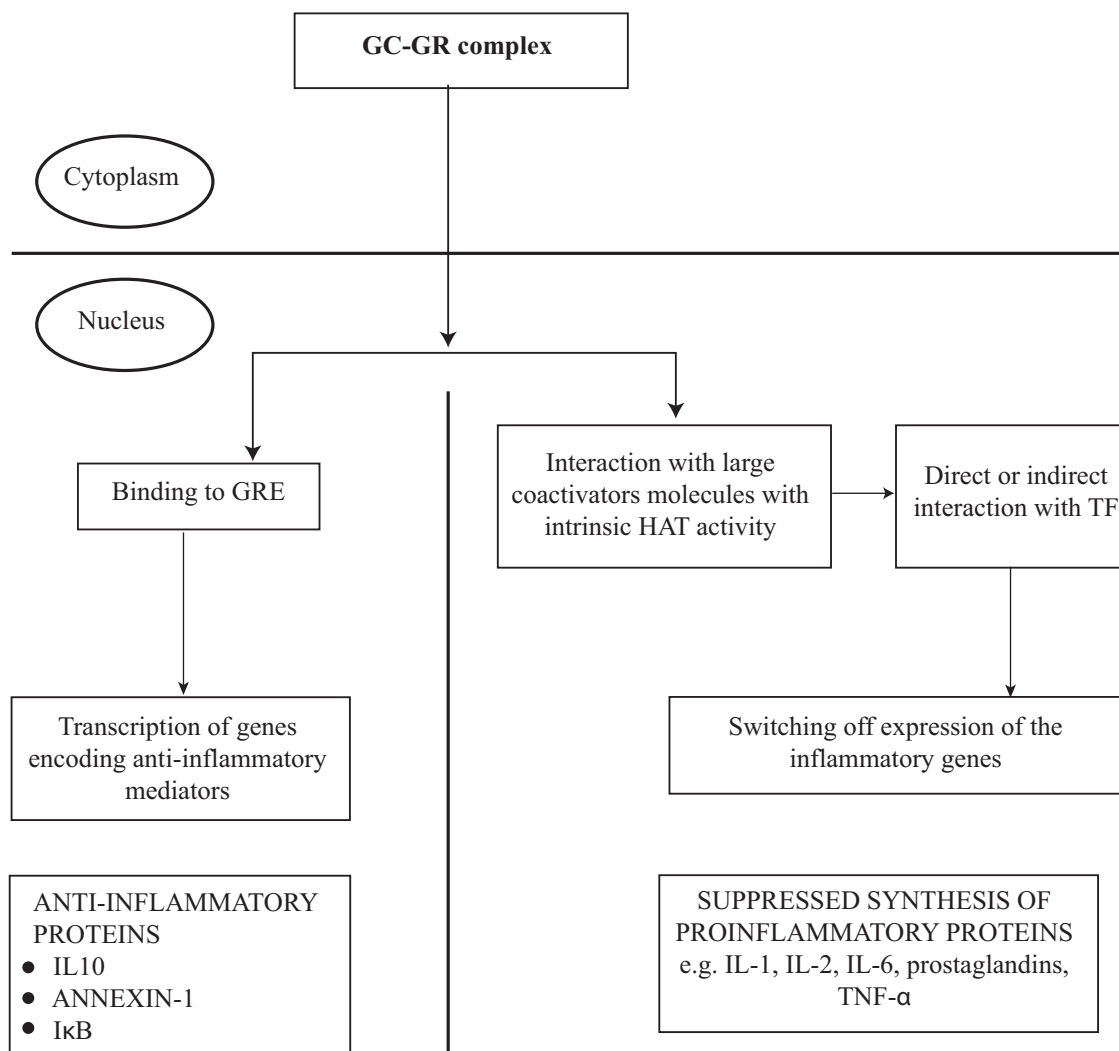 GC-GR complex
Cytoplasm
Nucleus
Binding to GRE
Interaction with large
coactivators molecules with
intrinsic HAT activity
Direct or indirect
interaction with TF
Transcription of genes
encoding anti-inflammatory
mediators
Switching off expression of the
inflammatory genes
ANTI-INFLAMMATORY
PROTEINS
● IL10
● ANNEXIN-1
● IκB
SUPPRESSED SYNTHESIS OF
PROINFLAMMATORY PROTEINS
e.g. IL-1, IL-2, IL-6, prostaglandins,
TNF-α